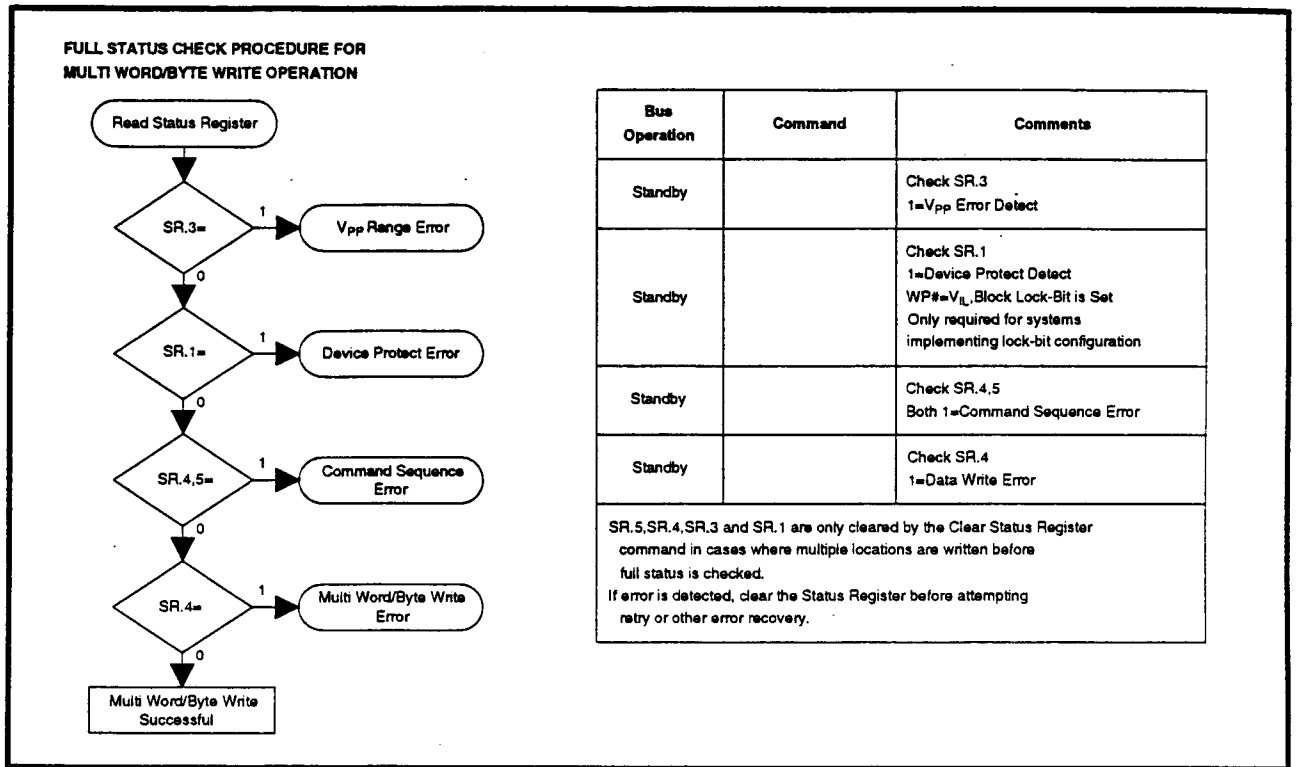 FULL STATUS CHECK PROCEDURE FOR
MULTI WORD/BYTE WRITE OPERATION
Read Status Register
SR.3=
1
VPP Range Error
0
SR.1=
1
Device Protect Error
0
SR.4,5=
1
Command Sequence
Error
0
SR.4=
1
Multi Word/Byte Write
Error
0
Multi Word/Byte Write
Successful
Bus
Operation
Command
Comments
Standby
Check SR.3
1=VPP Error Detect
Standby
Check SR.1
1=Device Protect Detect
WP#=VIL,Block Lock-Bit is Set
Only required for systems
implementing lock-bit configuration
Standby
Check SR.4,5
Both 1=Command Sequence Error
Standby
Check SR.4
1=Data Write Error
SR.5,SR.4,SR.3 and SR.1 are only cleared by the Clear Status Register
command in cases where multiple locations are written before
full status is checked.
If error is detected, clear the Status Register before attempting
retry or other error recovery.